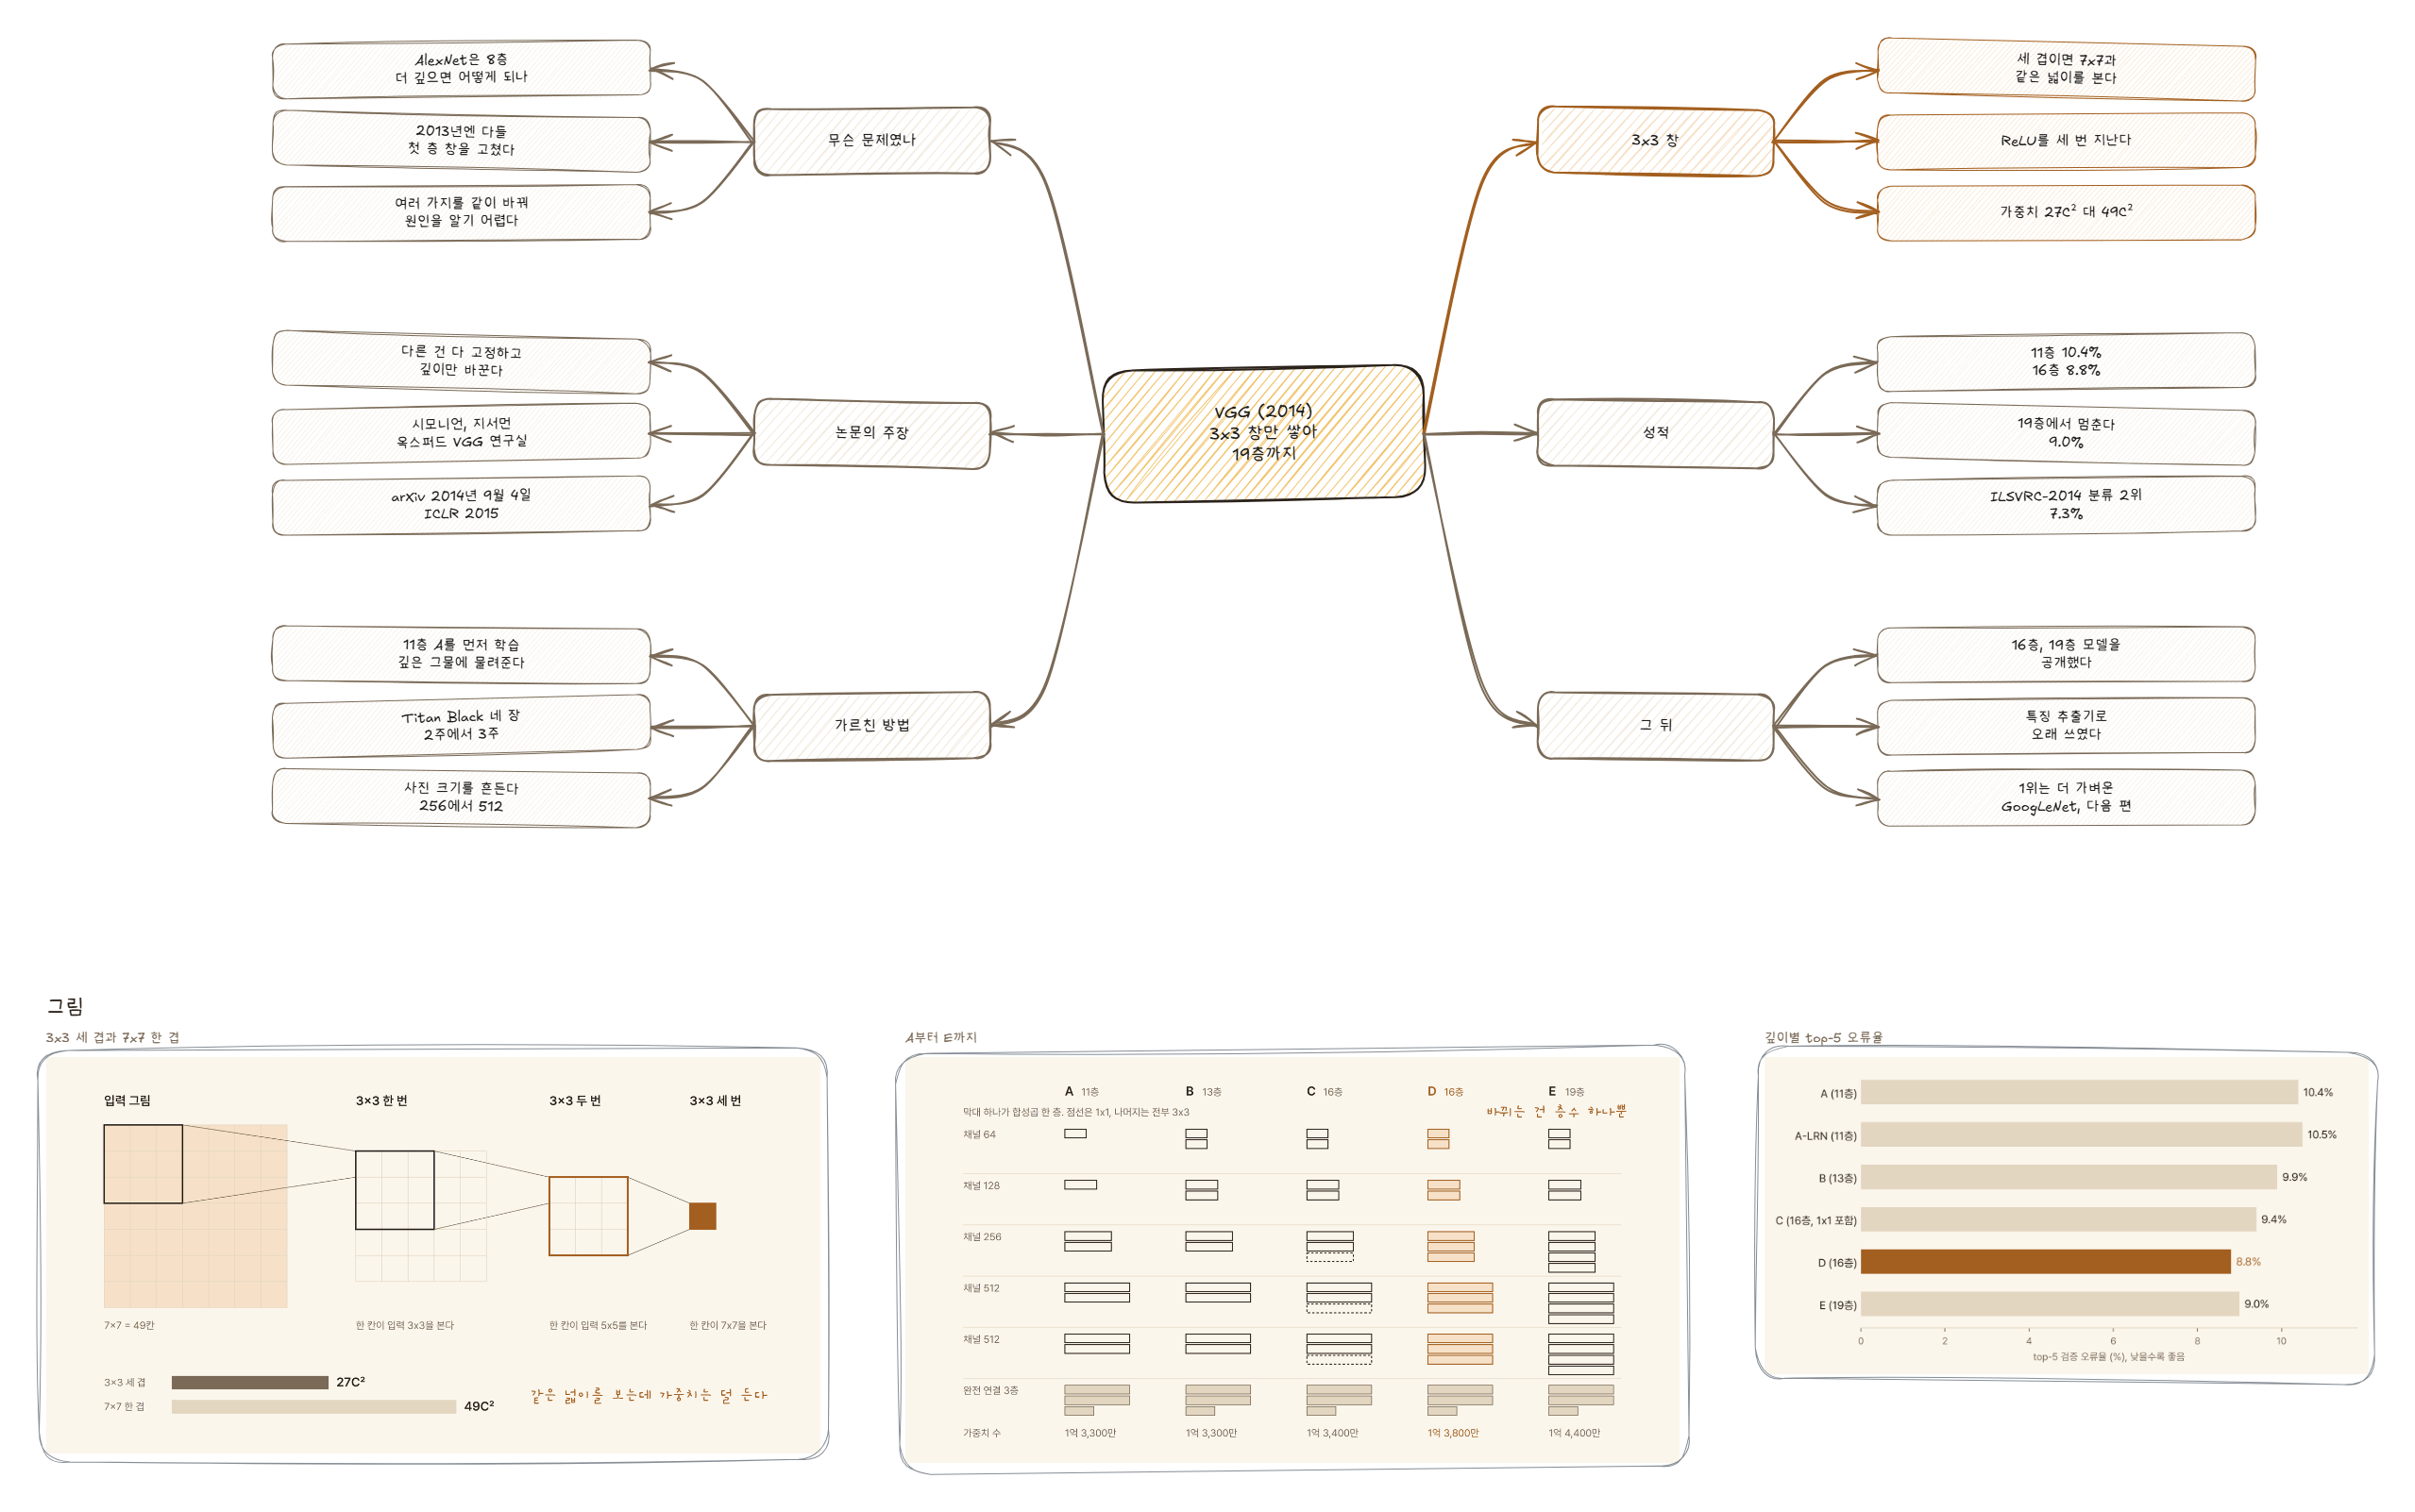 AlexNet은 8층
더 깊으면 어떻게 되나
2013년엔 다들
첫 층 창을 고쳤다
여러 가지를 같이 바꿔
원인을 알기 어렵다
무슨 문제였나
다른 건 다 고정하고
깊이만 바꾼다
시모니언, 지서먼
옥스퍼드 VGG 연구실
arXiv 2014년 9월 4일
ICLR 2015
논문의 주장
11층 A를 먼저 학습
깊은 그물에 물려준다
Titan Black 네 장
2주에서 3주
사진 크기를 흔든다
256에서 512
가르친 방법
VGG (2014)
3x3 창만 쌓아
19층까지
3x3 창
세 겹이면 7x7과
같은 넓이를 본다
ReLU를 세 번 지난다
가중치 27C² 대 49C²
성적
11층 10.4%
16층 8.8%
19층에서 멈춘다
9.0%
ILSVRC-2014 분류 2위
7.3%
그 뒤
16층, 19층 모델을
공개했다
특징 추출기로
오래 쓰였다
1위는 더 가벼운
GoogLeNet, 다음 편
그림
3x3 세 겹과 7x7 한 겹
입력 그림
3×3 한 번
3×3 두 번
3×3 세 번
7×7 = 49칸
한 칸이 입력 3x3을 본다
한 칸이 입력 5x5를 본다
한 칸이 7x7을 본다
3×3 세 겹
27C²
7×7 한 겹
49C²
같은 넓이를 보는데 가중치는 덜 든다
A부터 E까지
A 11층
B 13층
C 16층
D 16층
E 19층
막대 하나가 합성곱 한 층. 점선은 1x1, 나머지는 전부 3x3
바뀌는 건 층수 하나뿐
채널 64
채널 128
채널 256
채널 512
채널 512
완전 연결 3층
가중치 수
1억 3,300만
1억 3,300만
1억 3,400만
1억 3,800만
1억 4,400만
깊이별 top-5 오류율
A (11층)
10.4%
A-LRN (11층)
10.5%
B (13층)
9.9%
C (16층, 1x1 포함)
9.4%
D (16층)
8.8%
E (19층)
9.0%
0 2 4 6 8 10
top-5 검증 오류율 (%), 낮을수록 좋음